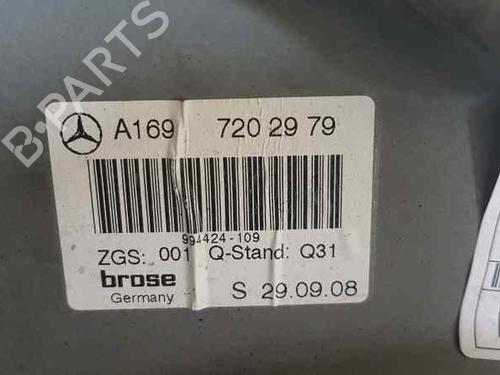 B-PARTS
A169 720 29 79
994424-109
ZGS: 001 Q-Stand: Q31
brose
Germany
S 29.09.08